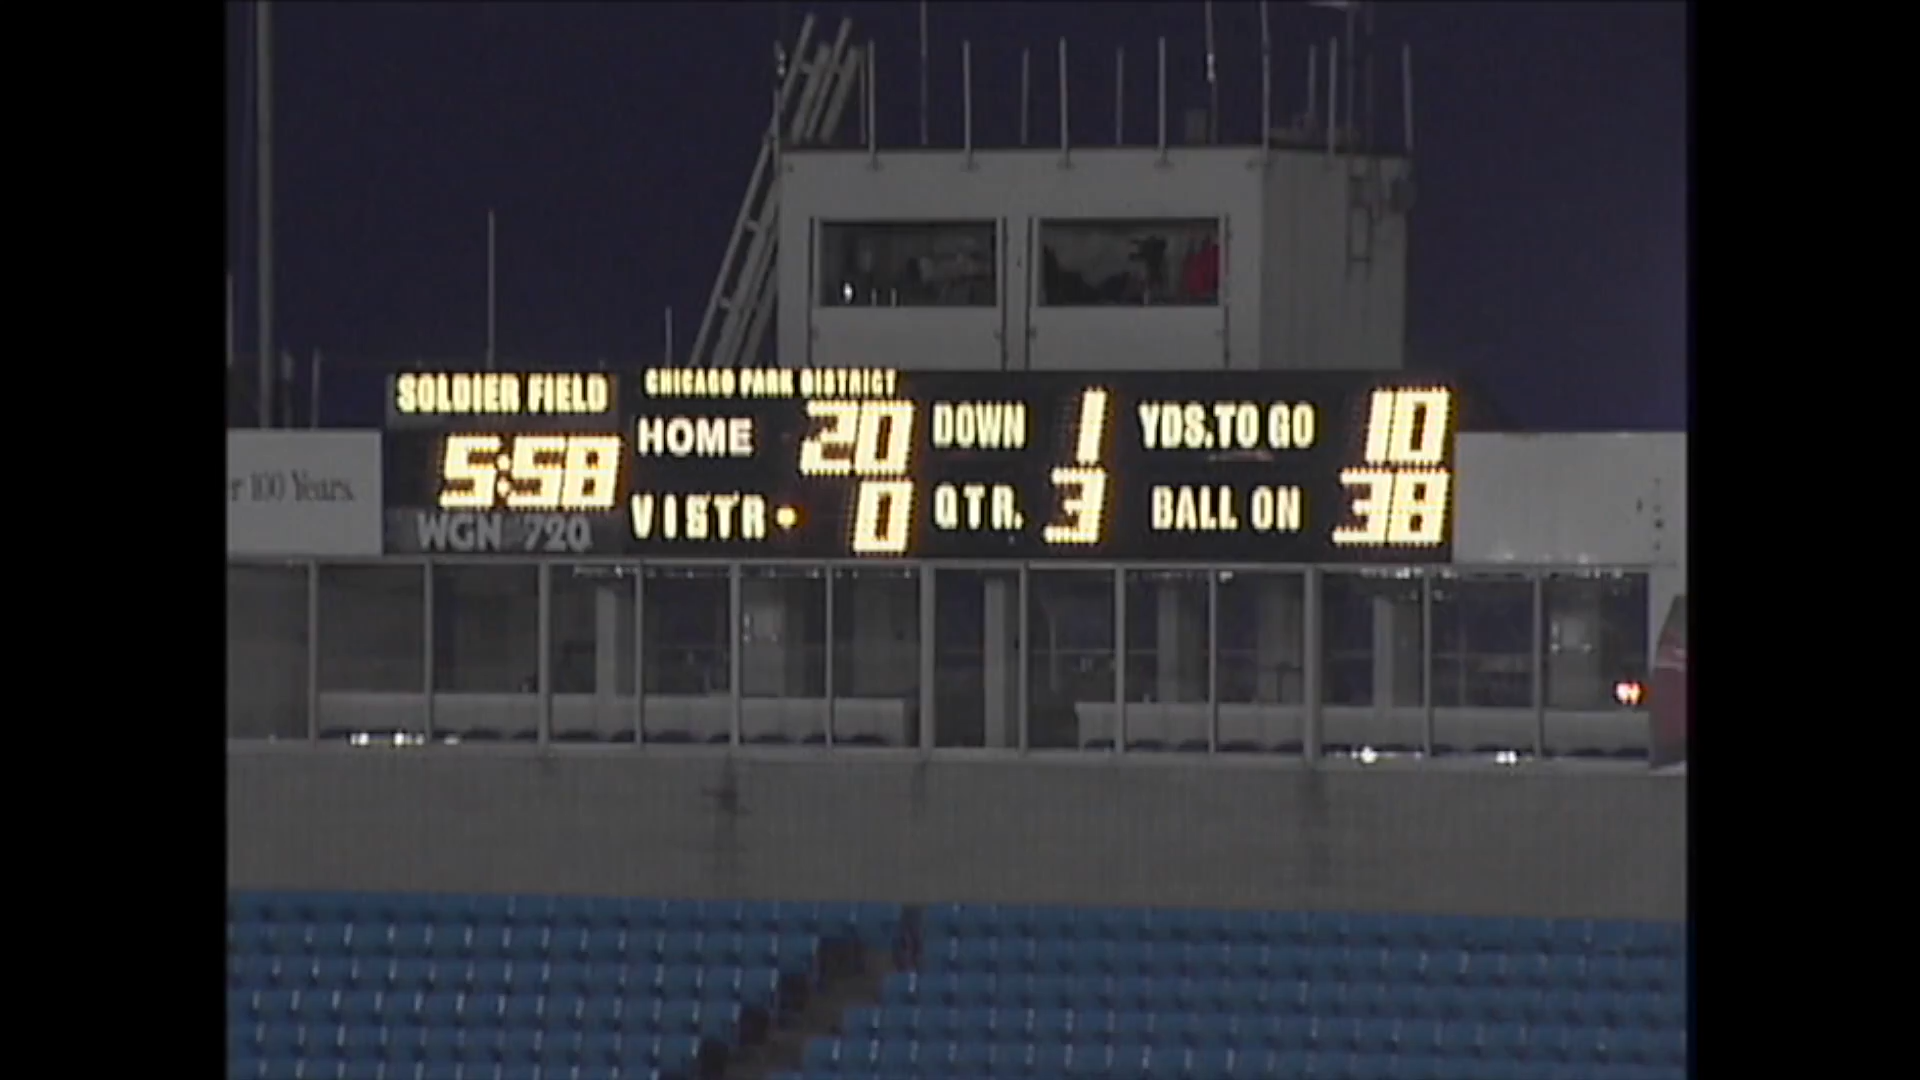 SOLDIER FIELD
CHICAGO PARK DISTRICT
HOME 20 DOWN 1 YDS.TO GO 10
5:58
VISTR 0 QTR. 3 BALL ON 38
WGN 720
100 Years.